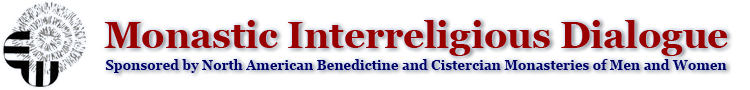 Monastic Interreligious Dialogue
Sponsored by North American Benedictine and Cistercian Monasteries of Men and Women